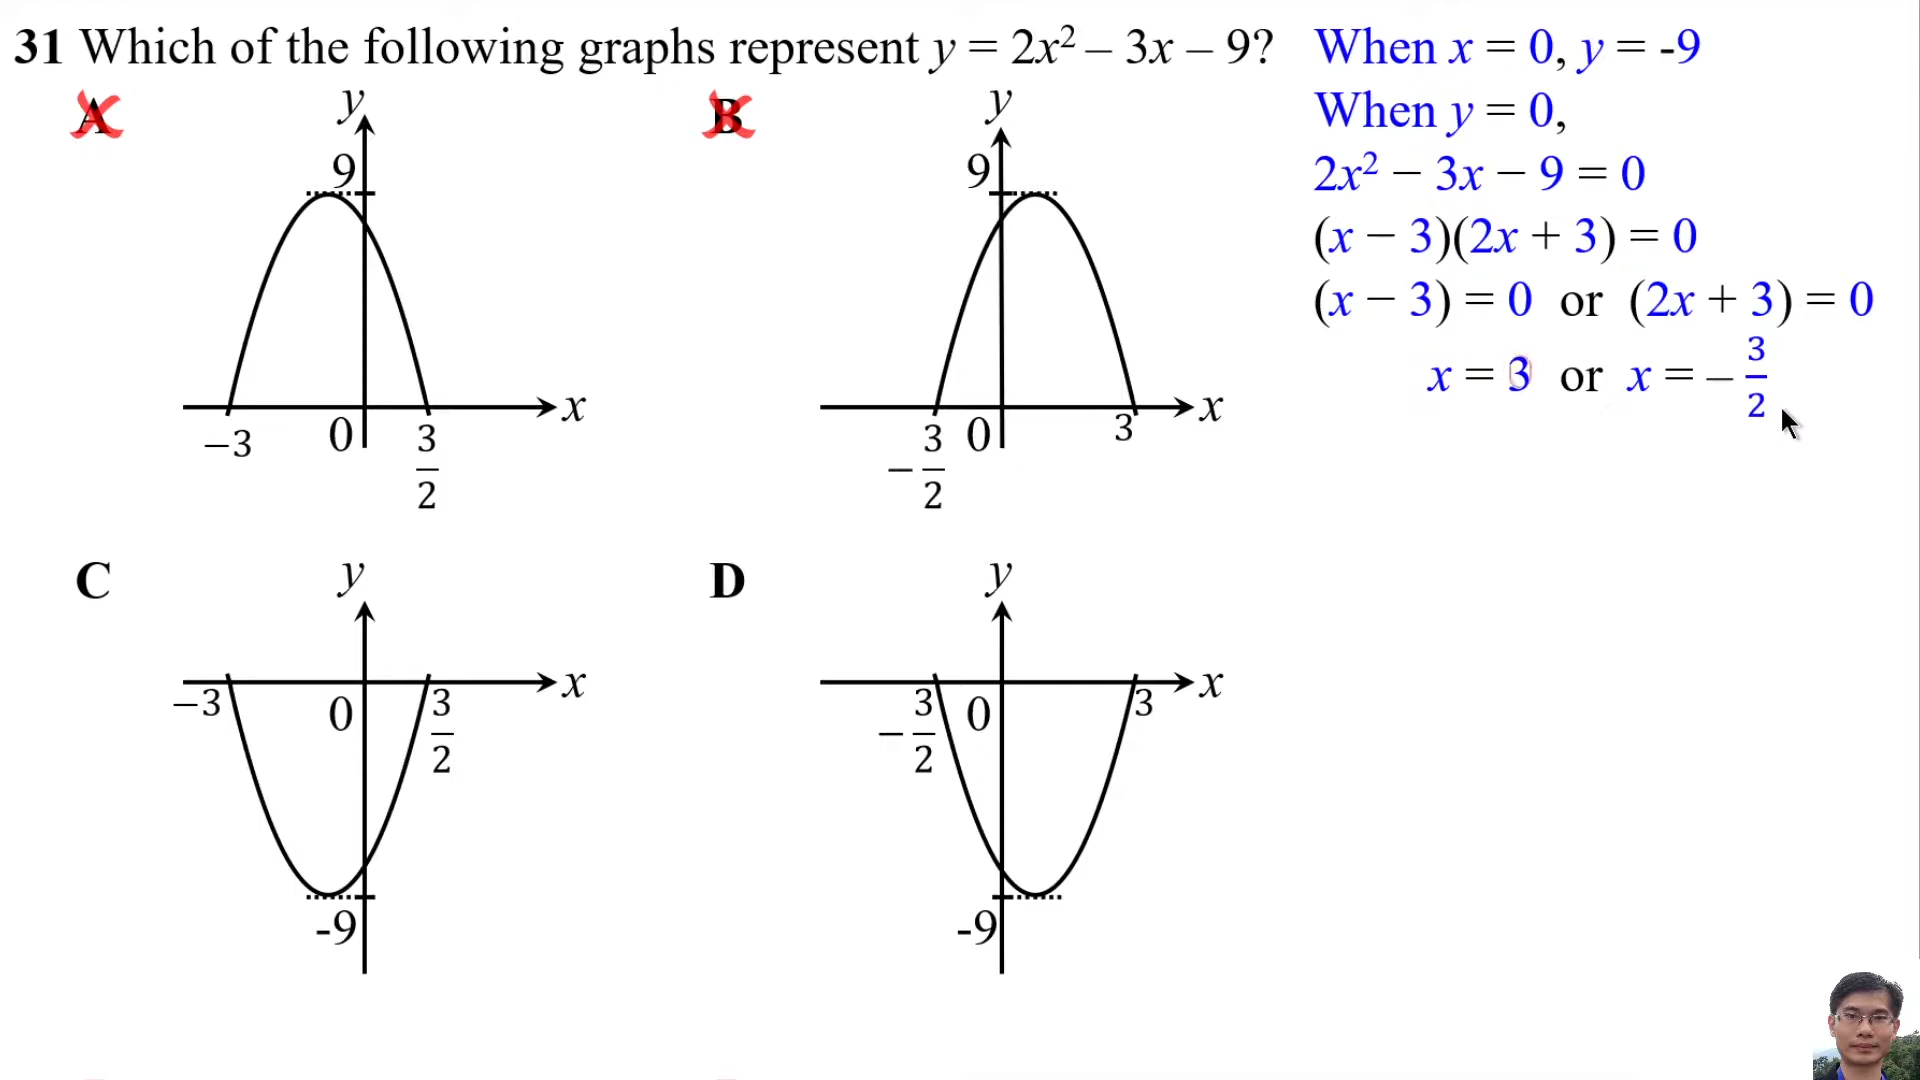 31 Which of the following graphs represent y = 2x² – 3x – 9?
When x = 0, y = -9
When y = 0,
2x² − 3x − 9 = 0
(x − 3)(2x + 3) = 0
(x − 3) = 0 or (2x + 3) = 0
x = 3 or x = −3/2
A
y
9
x
−3
0
3/2
B
y
9
x
−3/2
0
3
C
y
x
−3
0
3/2
-9
D
y
x
−3/2
0
3
-9